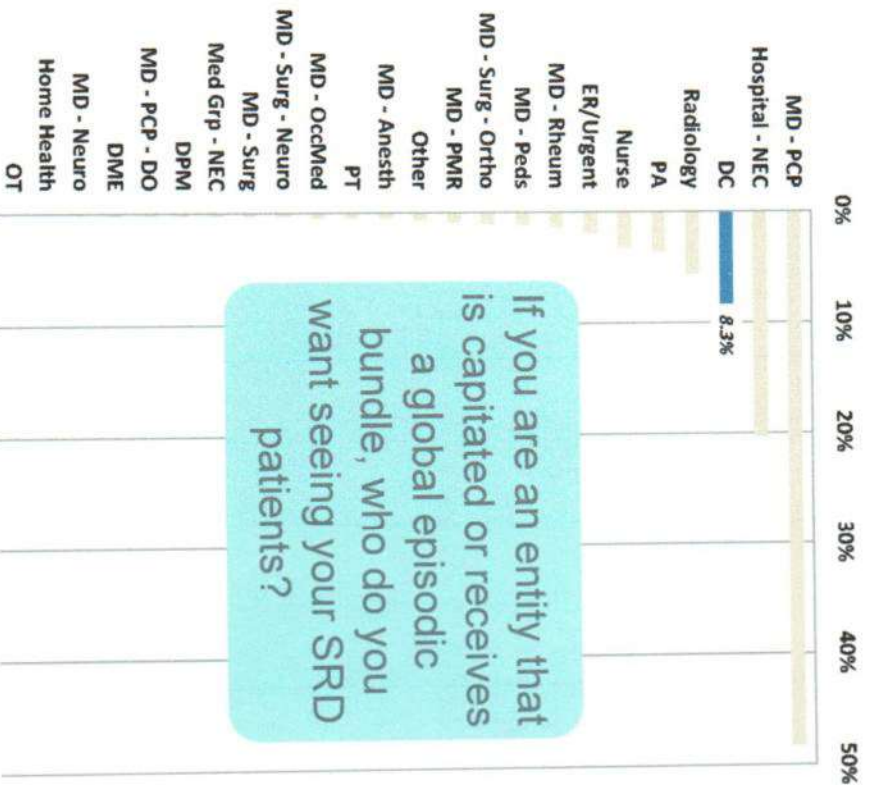 0% 10% 20% 30% 40% 50%
MD - PCP
Hospital - NEC
DC 8.3%
Radiology
PA
Nurse
ER/Urgent
MD - Rheum
MD - Peds
MD - Surg - Ortho
MD - PMR
Other
MD - Anesth
PT
MD - OccMed
MD - Surg - Neuro
MD - Surg
Med Grp - NEC
DPM
MD - PCP - DO
DME
MD - Neuro
Home Health
OT
If you are an entity that
is capitated or receives
a global episodic
bundle, who do you
want seeing your SRD
patients?